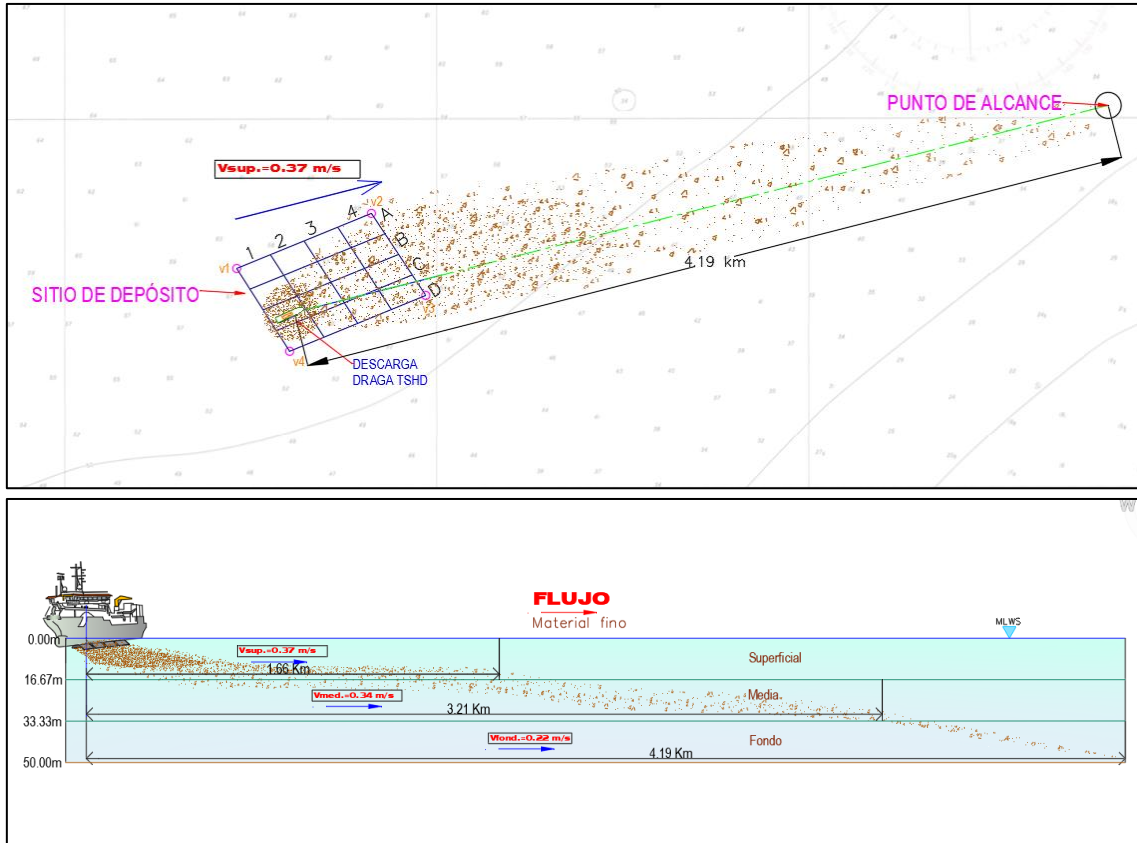 PUNTO DE ALCANCE
Vsup.=0.37 m/s
v2
1 2 3 4 A
B
C
D
v1
v3
v4
SITIO DE DEPÓSITO
4.19 km
DESCARGA
DRAGA TSHD
W
FLUJO
Material fino
MLWS
0.00m
Vsup.=0.37 m/s
1.66 Km
Superficial
16.67m
Vmed.=0.34 m/s
3.21 Km
Media
33.33m
Vfond.=0.22 m/s
4.19 Km
Fondo
50.00m